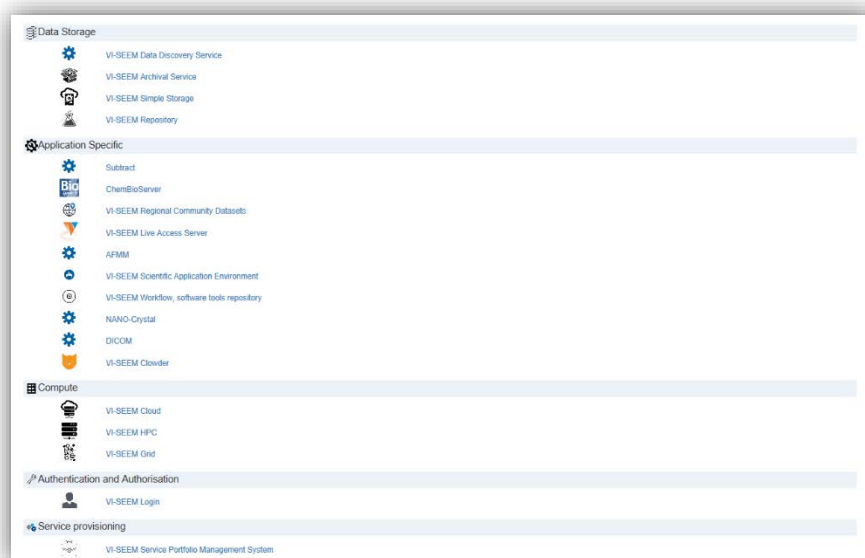 Data Storage
VI-SEEM Data Discovery Service
VI-SEEM Archival Service
VI-SEEM Simple Storage
VI-SEEM Repository
Application Specific
Subtract
Bio
ChemBioServer
VI-SEEM Regional Community Datasets
VI-SEEM Live Access Server
AFMM
VI-SEEM Scientific Application Environment
VI-SEEM Workflow, software tools repository
NANO-Crystal
DICOM
VI-SEEM Clowder
Compute
VI-SEEM Cloud
VI-SEEM HPC
VI-SEEM Grid
Authentication and Authorisation
VI-SEEM Login
Service provisioning
VI-SEEM Service Portfolio Management System